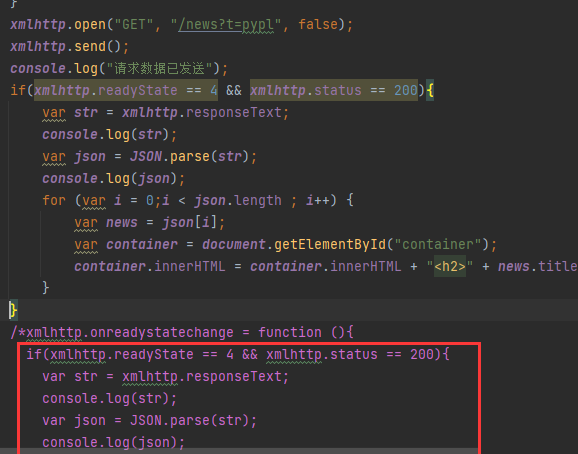 }
xmlhttp.open("GET", "/news?t=pypl", false);
xmlhttp.send();
console.log("请求数据已发送");
if(xmlhttp.readyState == 4 && xmlhttp.status == 200){
var str = xmlhttp.responseText;
console.log(str);
var json = JSON.parse(str);
console.log(json);
for (var i = 0;i < json.length ; i++) {
var news = json[i];
var container = document.getElementById("container");
container.innerHTML = container.innerHTML + "<h2>" + news.title
}
}
/*xmlhttp.onreadystatechange = function (){
if(xmlhttp.readyState == 4 && xmlhttp.status == 200){
var str = xmlhttp.responseText;
console.log(str);
var json = JSON.parse(str);
console.log(json);